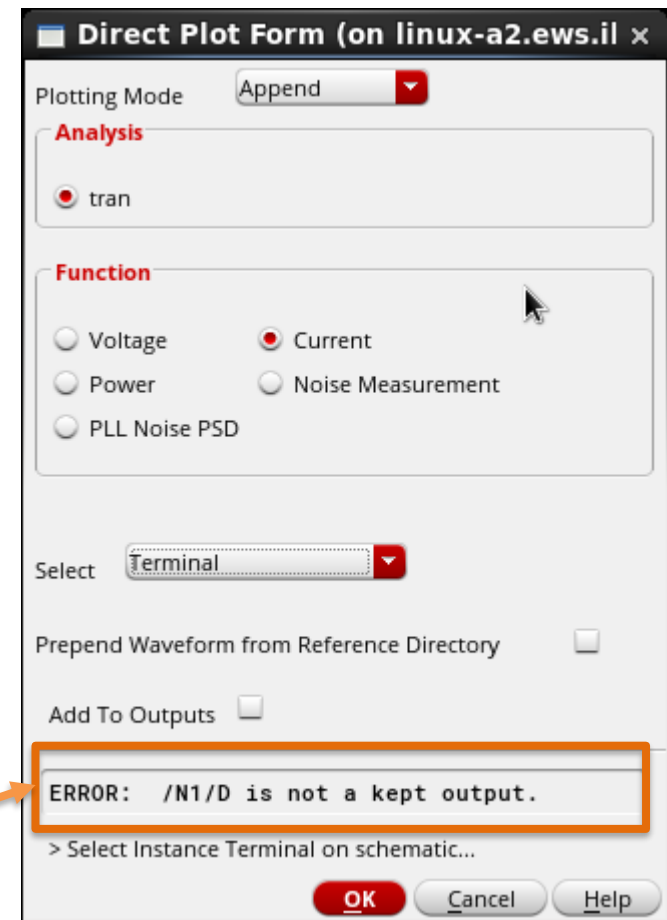 Direct Plot Form (on linux-a2.ews.il ×
Plotting Mode Append
Analysis
tran
Function
Voltage Current
Power Noise Measurement
PLL Noise PSD
Select Terminal
Prepend Waveform from Reference Directory
Add To Outputs
ERROR: /N1/D is not a kept output.
> Select Instance Terminal on schematic...
OK Cancel Help